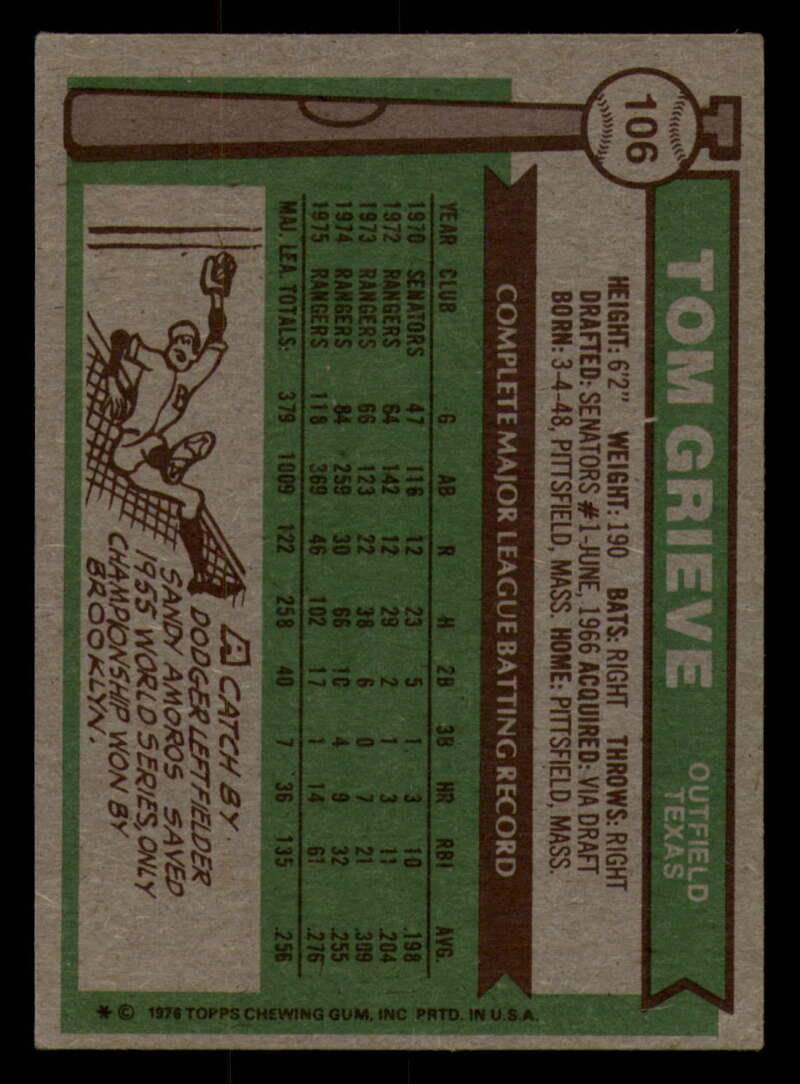 106
TOM GRIEVE
OUTFIELD
TEXAS
HEIGHT: 6'2" WEIGHT: 190 BATS: RIGHT THROWS: RIGHT
DRAFTED: SENATORS #1-JUNE, 1966 ACQUIRED: VIA DRAFT
BORN: 3-4-48, PITTSFIELD, MASS. HOME: PITTSFIELD, MASS.
COMPLETE MAJOR LEAGUE BATTING RECORD
YEAR CLUB G AB R H 2B 3B HR RBI AVG.
1970 SENATORS 47 116 12 23 5 1 3 10 .198
1972 RANGERS 64 142 12 29 2 1 3 11 .204
1973 RANGERS 66 123 22 38 6 0 7 21 .309
1974 RANGERS 84 259 30 66 10 4 9 32 .255
1975 RANGERS 118 369 46 102 17 1 14 61 .276
MAJ. LEA. TOTALS: 379 1009 122 258 40 7 36 135 .256
A CATCH BY
DODGER LEFTFIELDER
SANDY AMOROS SAVED
1955 WORLD SERIES, ONLY
CHAMPIONSHIP WON BY
BROOKLYN.
* © 1976 TOPPS CHEWING GUM, INC PRTD. IN U.S.A.